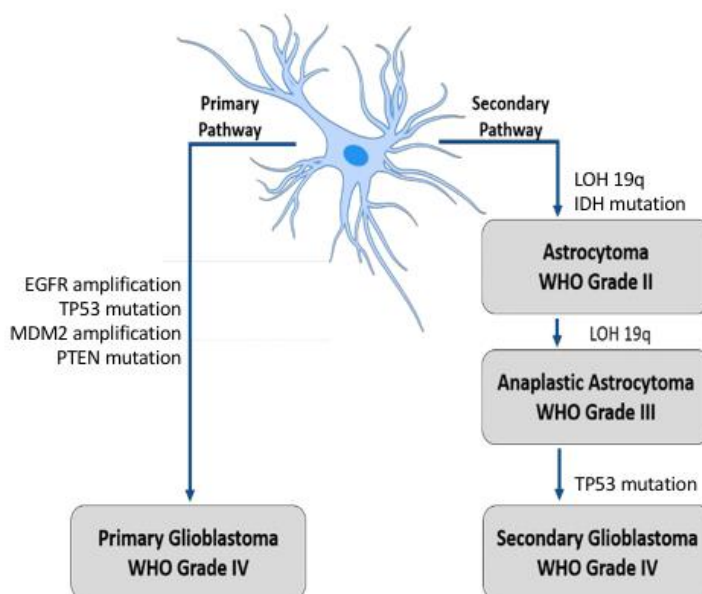 Primary
Pathway
Secondary
Pathway
LOH 19q
IDH mutation
Astrocytoma
WHO Grade II
EGFR amplification
TP53 mutation
MDM2 amplification
PTEN mutation
LOH 19q
Anaplastic Astrocytoma
WHO Grade III
TP53 mutation
Primary Glioblastoma
WHO Grade IV
Secondary Glioblastoma
WHO Grade IV